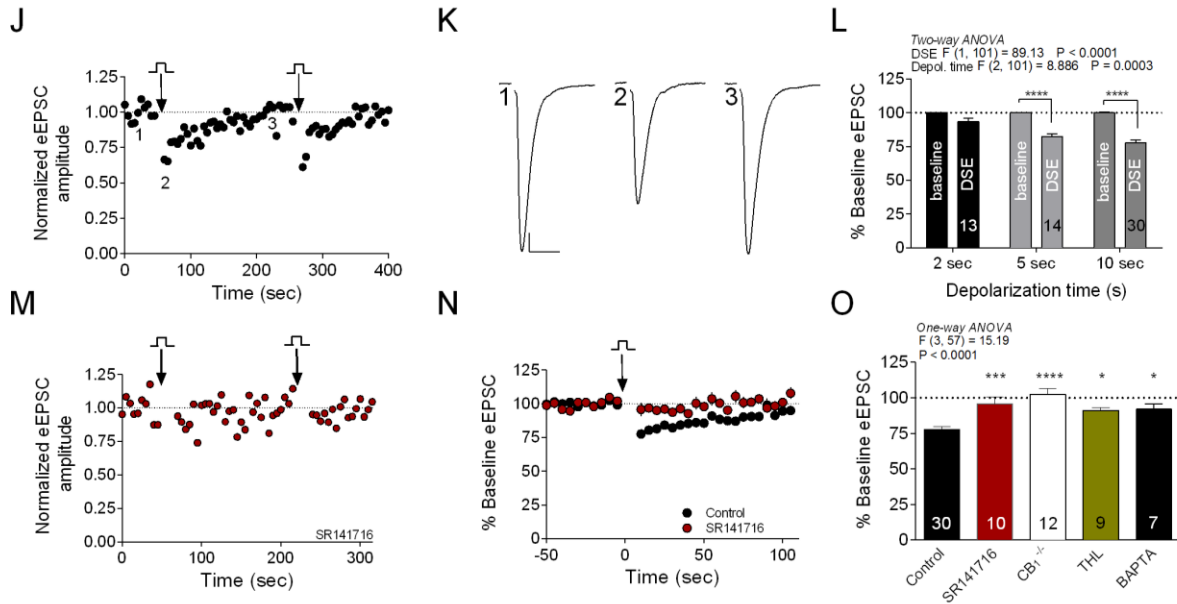 J
1.25
1.00
0.75
0.50
0.25
0.00
1
2
3
0 100 200 300 400
Normalized eEPSC
amplitude
Time (sec)
K
1 2 3
L
Two-way ANOVA
DSE F (1, 101) = 89.13 P < 0.0001
Depol. time F (2, 101) = 8.886 P = 0.0003
**** ****
125
100
75
50
25
0
% Baseline eEPSC
baseline DSE baseline DSE baseline DSE
13 14 30
2 sec 5 sec 10 sec
Depolarization time (s)
M
1.25
1.00
0.75
0.50
0.25
0.00
Normalized eEPSC
amplitude
SR141716
0 100 200 300
Time (sec)
N
125
100
75
50
25
0
% Baseline eEPSC
Control
SR141716
-50 0 50 100
Time (sec)
O
One-way ANOVA
F (3, 57) = 15.19
P < 0.0001
*** **** * *
125
100
75
50
25
0
% Baseline eEPSC
30 10 12 9 7
Control SR141716 CB1-/- THL BAPTA